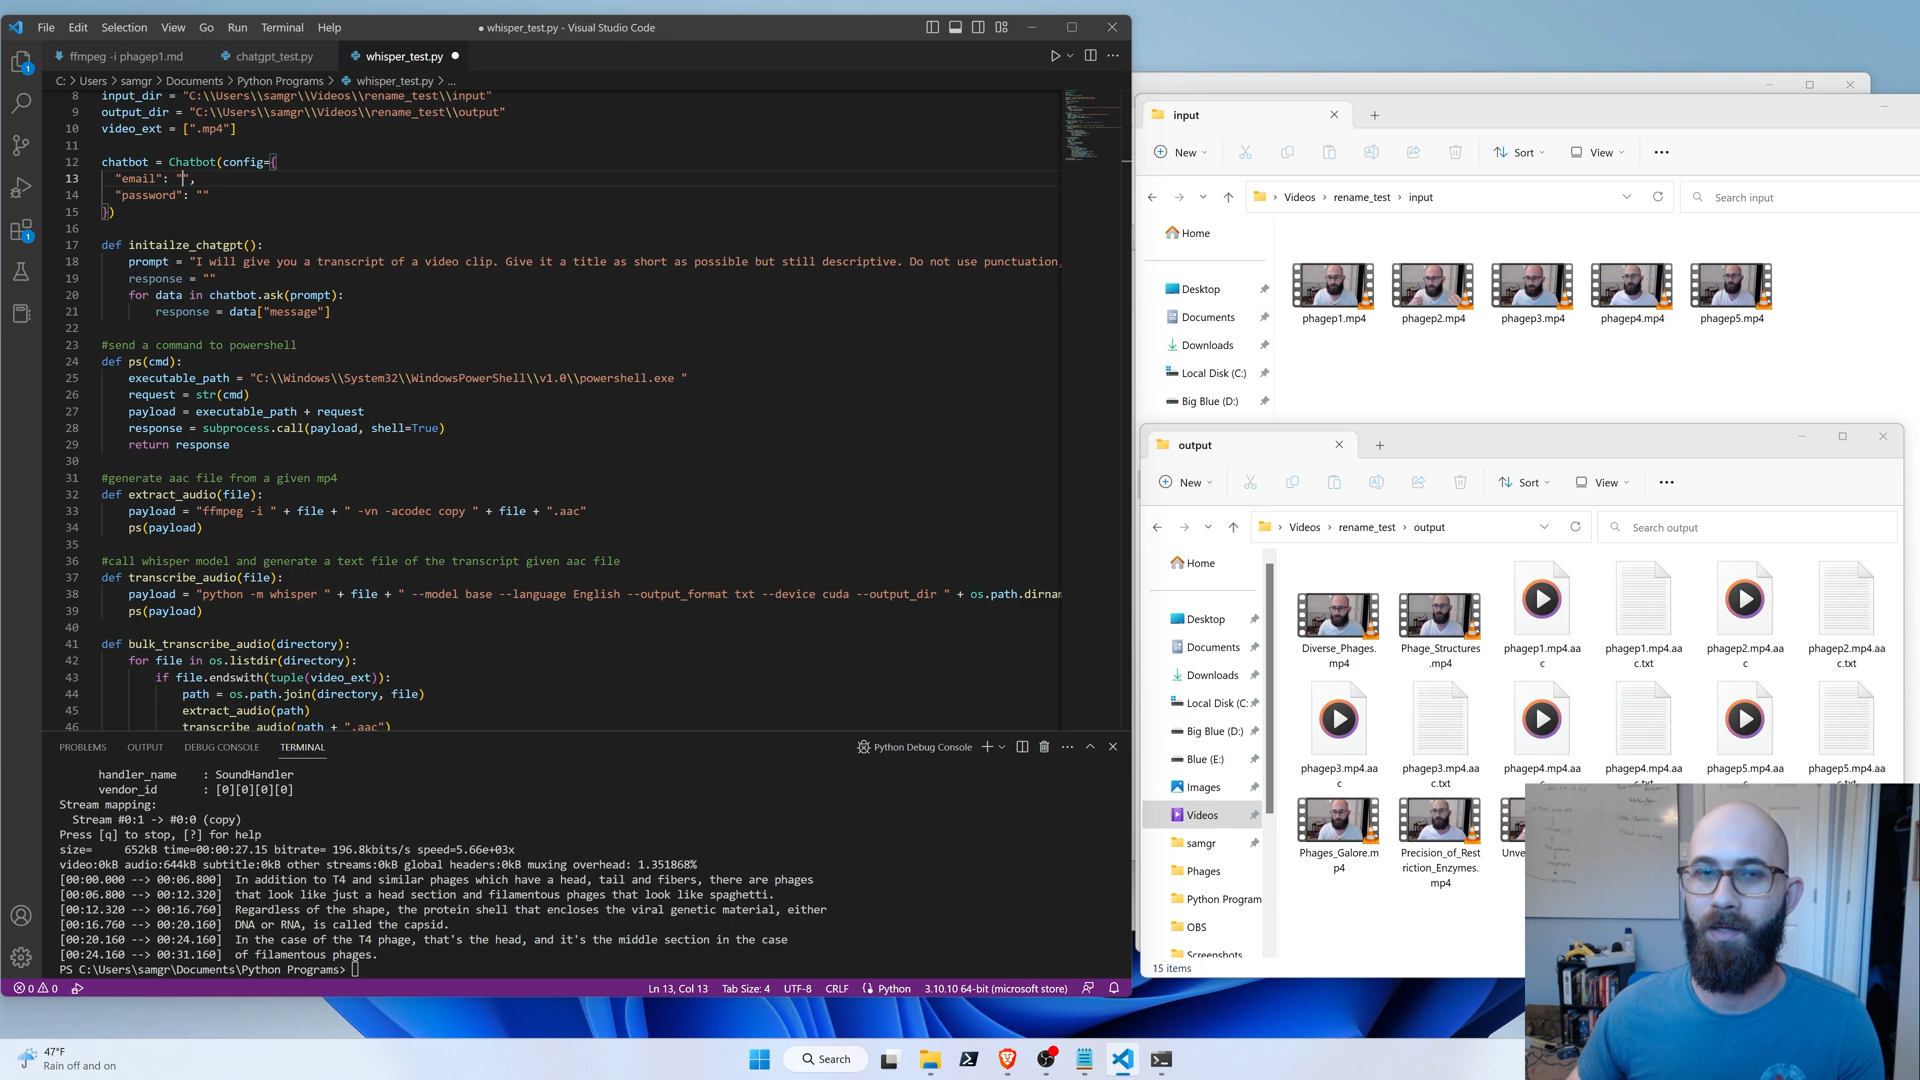 File Edit Selection View Go Run Terminal Help
● whisper_test.py - Visual Studio Code
ffmpeg -i phagep1.md
chatgpt_test.py
whisper_test.py
C: > Users > samgr > Documents > Python Programs > whisper_test.py > ...
8 input_dir = "C:\\Users\\samgr\\Videos\\rename_test\\input"
9 output_dir = "C:\\Users\\samgr\\Videos\\rename_test\\output"
10 video_ext = [".mp4"]
11
12 chatbot = Chatbot(config={
13 "email": "",
14 "password": ""
15 })
16
17 def initailze_chatgpt():
18 prompt = "I will give you a transcript of a video clip. Give it a title as short as possible but still descriptive. Do not use punctuation,
19 response = ""
20 for data in chatbot.ask(prompt):
21 response = data["message"]
22
23 #send a command to powershell
24 def ps(cmd):
25 executable_path = "C:\\Windows\\System32\\WindowsPowerShell\\v1.0\\powershell.exe "
26 request = str(cmd)
27 payload = executable_path + request
28 response = subprocess.call(payload, shell=True)
29 return response
30
31 #generate aac file from a given mp4
32 def extract_audio(file):
33 payload = "ffmpeg -i " + file + " -vn -acodec copy " + file + ".aac"
34 ps(payload)
35
36 #call whisper model and generate a text file of the transcript given aac file
37 def transcribe_audio(file):
38 payload = "python -m whisper " + file + " --model base --language English --output_format txt --device cuda --output_dir " + os.path.dirnam
39 ps(payload)
40
41 def bulk_transcribe_audio(directory):
42 for file in os.listdir(directory):
43 if file.endswith(tuple(video_ext)):
44 path = os.path.join(directory, file)
45 extract_audio(path)
46 transcribe_audio(path + ".aac")
PROBLEMS OUTPUT DEBUG CONSOLE TERMINAL
Python Debug Console
handler_name : SoundHandler
vendor_id : [0][0][0][0]
Stream mapping:
Stream #0:1 -> #0:0 (copy)
Press [q] to stop, [?] for help
size= 652kB time=00:00:27.15 bitrate= 196.8kbits/s speed=5.66e+03x
video:0kB audio:644kB subtitle:0kB other streams:0kB global headers:0kB muxing overhead: 1.351868%
[00:00.000 --> 00:06.800] In addition to T4 and similar phages which have a head, tail and fibers, there are phages
[00:06.800 --> 00:12.320] that look like just a head section and filamentous phages that look like spaghetti.
[00:12.320 --> 00:16.760] Regardless of the shape, the protein shell that encloses the viral genetic material, either
[00:16.760 --> 00:20.160] DNA or RNA, is called the capsid.
[00:20.160 --> 00:24.160] In the case of the T4 phage, that's the head, and it's the middle section in the case
[00:24.160 --> 00:31.160] of filamentous phages.
PS C:\Users\samgr\Documents\Python Programs>
0 0 Ln 13, Col 13 Tab Size: 4 UTF-8 CRLF Python 3.10.10 64-bit (microsoft store)
input
New Sort View
Videos > rename_test > input
Search input
Home
Desktop
Documents
Downloads
Local Disk (C:)
Big Blue (D:)
phagep1.mp4 phagep2.mp4 phagep3.mp4 phagep4.mp4 phagep5.mp4
output
New Sort View
Videos > rename_test > output
Search output
Home
Desktop
Documents
Downloads
Local Disk (C:
Big Blue (D:)
Blue (E:)
Images
Videos
samgr
Phages
Python Program
OBS
Screenshots
Diverse_Phages.mp4
Phage_Structures.mp4
phagep1.mp4.aac
phagep1.mp4.aac.txt
phagep2.mp4.aac
phagep2.mp4.aac.txt
phagep3.mp4.aac
phagep3.mp4.aac.txt
phagep4.mp4.aac
phagep4.mp4.aac.txt
phagep5.mp4.aac
phagep5.mp4.aac.txt
Phages_Galore.mp4
Precision_of_Restriction_Enzymes.mp4
Unve
15 items
47°F
Rain off and on
Search